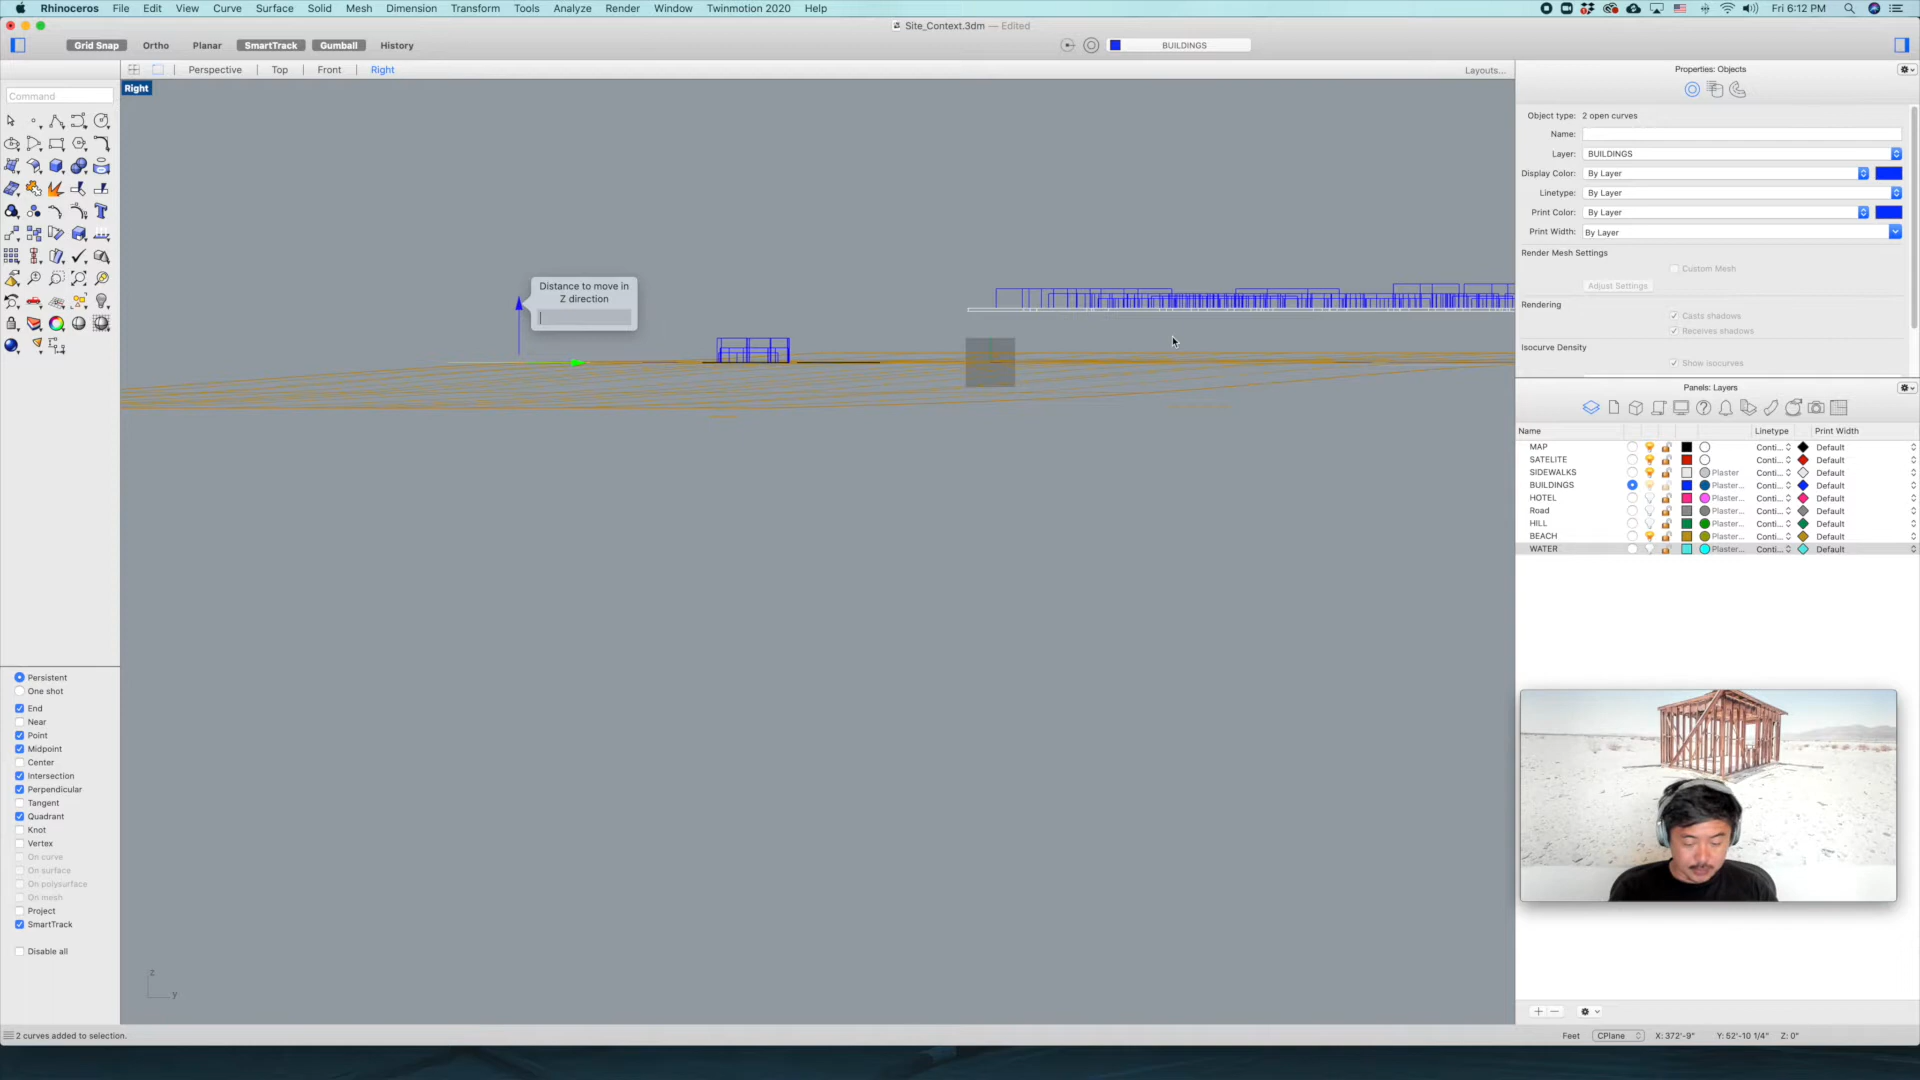 Rhinoceros File Edit View Curve Surface Solid Mesh Dimension Transform Tools Analyze Render Window Twinmotion 2020 Help
Fri 6:12 PM
Site_Context.3dm — Edited
Grid Snap Ortho Planar SmartTrack Gumball History
BUILDINGS
Perspective Top Front Right
Layouts...
Properties: Objects
Right
Command
Object type: 2 open curves
Name:
Layer: BUILDINGS
Display Color: By Layer
Linetype: By Layer
Print Color: By Layer
Print Width: By Layer
Render Mesh Settings
Custom Mesh
Adjust Settings
Rendering
Casts shadows
Receives shadows
Isocurve Density
Show isocurves
Distance to move in
Z direction
Panels: Layers
Name Linetype Print Width
MAP Conti... Default
SATELITE Conti... Default
SIDEWALKS Plaster Conti... Default
BUILDINGS Plaster... Conti... Default
HOTEL Plaster... Conti... Default
Road Plaster... Conti... Default
HILL Plaster... Conti... Default
BEACH Plaster... Conti... Default
WATER Plaster... Conti... Default
Persistent
One shot
End
Near
Point
Midpoint
Center
Intersection
Perpendicular
Tangent
Quadrant
Knot
Vertex
On curve
On surface
On polysurface
On mesh
Project
SmartTrack
Disable all
z
y
2 curves added to selection.
Feet CPlane X: 372'-9" Y: 52'-10 1/4" Z: 0"